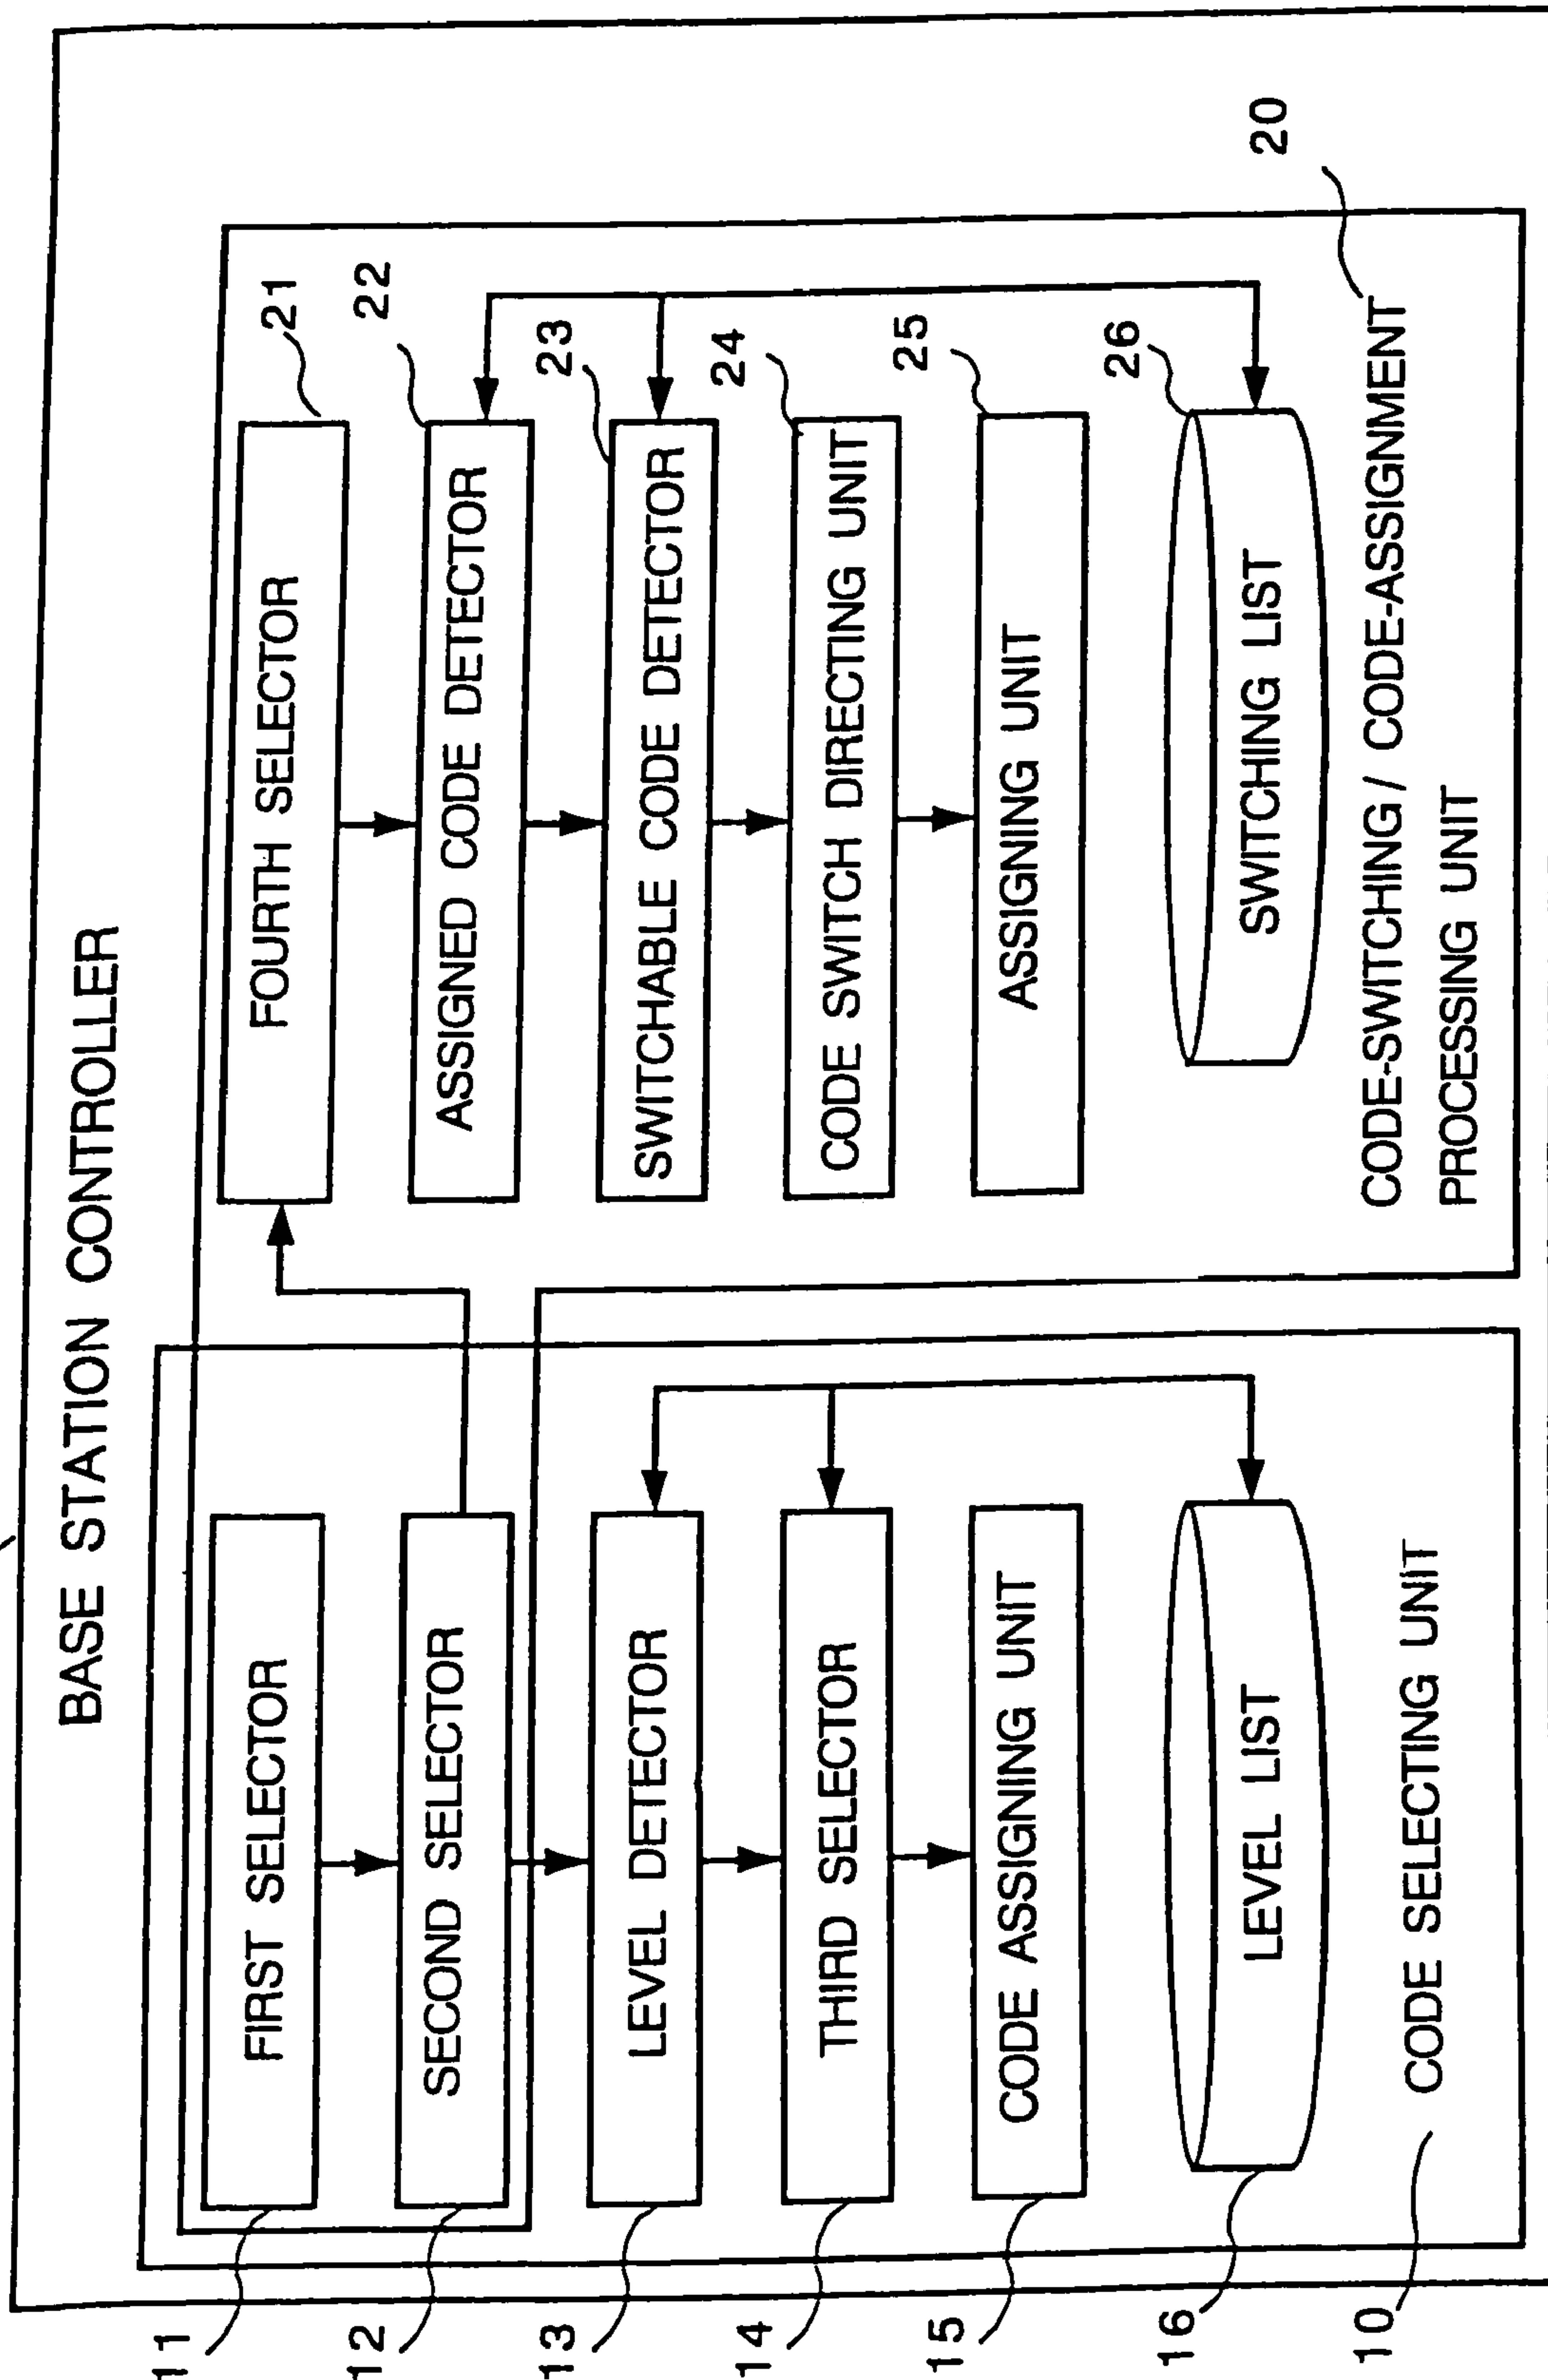 BASE STATION CONTROLLER
11
FIRST SELECTOR
12
SECOND SELECTOR
13
LEVEL DETECTOR
14
THIRD SELECTOR
15
CODE ASSIGNING UNIT
16
LEVEL LIST
10
CODE SELECTING UNIT
21
FOURTH SELECTOR
22
ASSIGNED CODE DETECTOR
23
SWITCHABLE CODE DETECTOR
24
CODE SWITCH DIRECTING UNIT
25
ASSIGNING UNIT
26
SWITCHING LIST
20
CODE-SWITCHING / CODE-ASSIGNMENT
PROCESSING UNIT